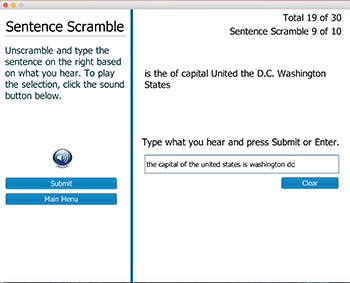 Sentence Scramble
Unscramble and type the
sentence on the right based
on what you hear. To play
the selection, click the sound
button below.
Submit
Main Menu
Total 19 of 30
Sentence Scramble 9 of 10
is the of capital United the D.C. Washington
States
Type what you hear and press Submit or Enter.
the capital of the united states is washington dc
Clear